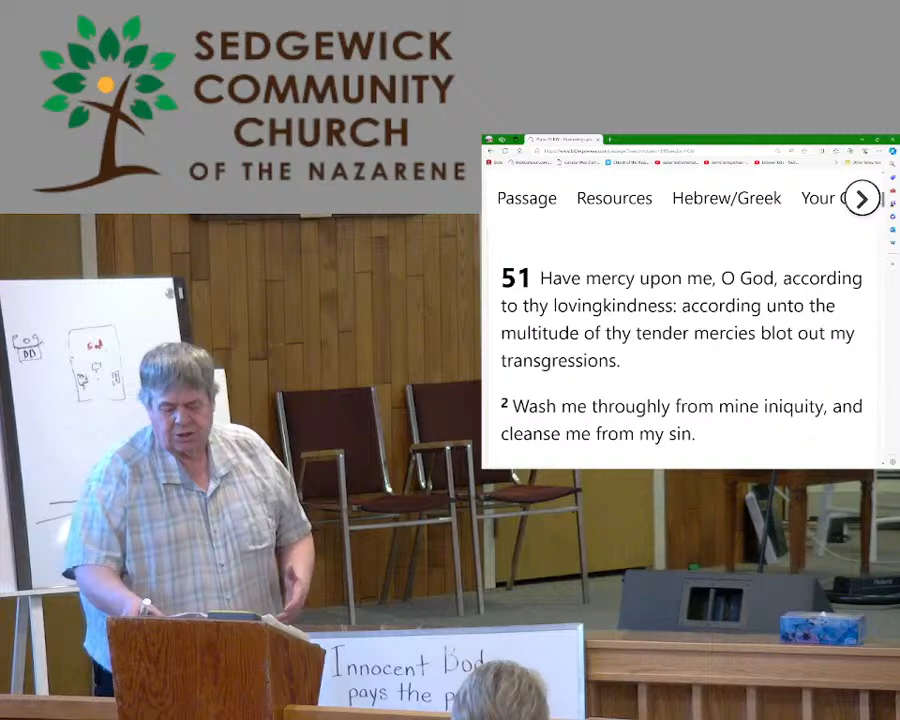 SEDGEWICK
COMMUNITY
CHURCH
OF THE NAZARENE
Passage Resources Hebrew/Greek Your
51 Have mercy upon me, O God, according
to thy lovingkindness: according unto the
multitude of thy tender mercies blot out my
transgressions.
2 Wash me throughly from mine iniquity, and
cleanse me from my sin.
God
Innocent
pays the